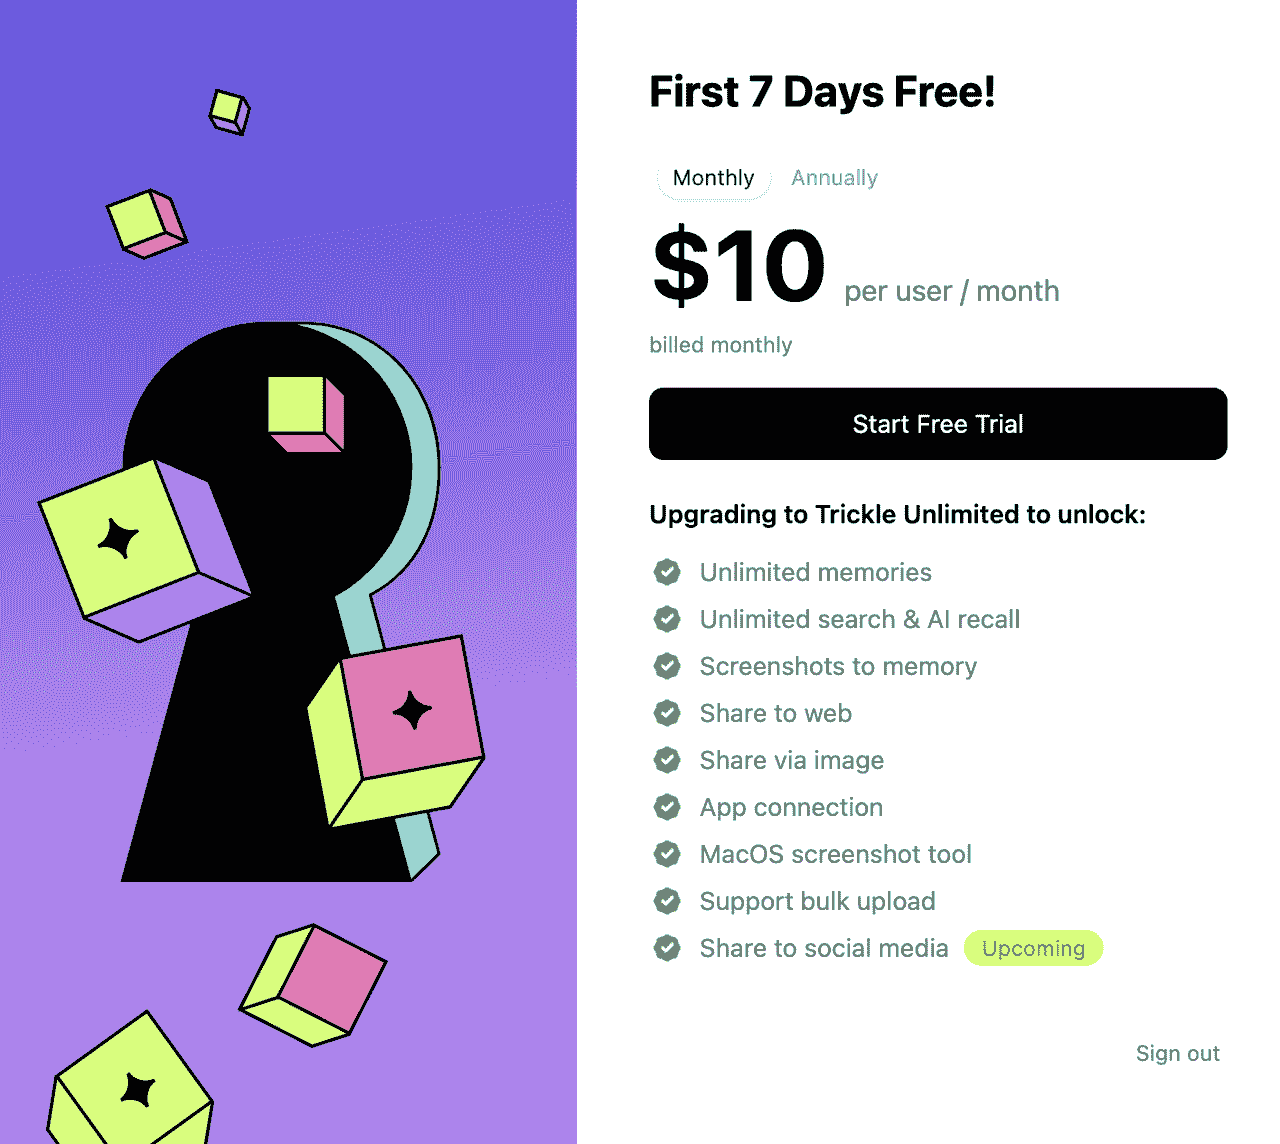 First 7 Days Free!
Monthly Annually
$10 per user / month
billed monthly
Start Free Trial
Upgrading to Trickle Unlimited to unlock:
Unlimited memories
Unlimited search & AI recall
Screenshots to memory
Share to web
Share via image
App connection
MacOS screenshot tool
Support bulk upload
Share to social media Upcoming
Sign out